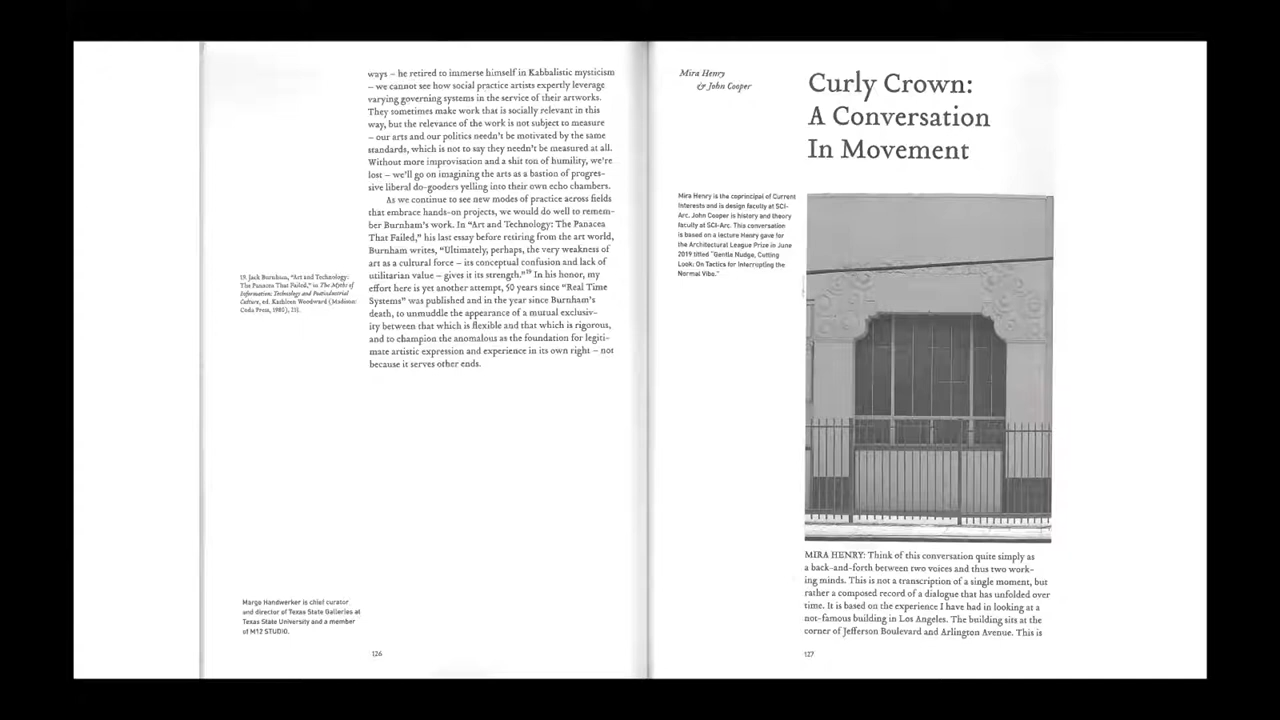 ways – he retired to immerse himself in Kabbalistic mysticism
– we cannot see how social practice artists expertly leverage
varying governing systems in the service of their artworks.
They sometimes make work that is socially relevant in this
way, but the relevance of the work is not subject to measure
– our arts and our politics needn't be motivated by the same
standards, which is not to say they needn't be measured at all.
Without more improvisation and a shit ton of humility, we're
lost – we'll go on imagining the arts as a bastion of progres-
sive liberal do-gooders yelling into their own echo chambers.
As we continue to see new modes of practice across fields
that embrace hands-on projects, we would do well to remem-
ber Burnham's work. In "Art and Technology: The Panacea
That Failed," his last essay before retiring from the art world,
Burnham writes, "Ultimately, perhaps, the very weakness of
art as a cultural force – its conceptual confusion and lack of
utilitarian value – gives it its strength."19 In his honor, my
effort here is yet another attempt, 50 years since "Real Time
Systems" was published and in the year since Burnham's
death, to unmuddle the appearance of a mutual exclusiv-
ity between that which is flexible and that which is rigorous,
and to champion the anomalous as the foundation for legiti-
mate artistic expression and experience in its own right – not
because it serves other ends.
19. Jack Burnham, "Art and Technology:
The Panacea That Failed," in The Myths of
Information: Technology and Postindustrial
Culture, ed. Kathleen Woodward (Madison:
Coda Press, 1980), 215.
Margo Handwerker is chief curator
and director of Texas State Galleries at
Texas State University and a member
of M12 STUDIO.
126
Mira Henry
& John Cooper
Curly Crown:
A Conversation
In Movement
Mira Henry is the coprincipal of Current
Interests and is design faculty at SCI-
Arc. John Cooper is history and theory
faculty at SCI-Arc. This conversation
is based on a lecture Henry gave for
the Architectural League Prize in June
2019 titled "Gentle Nudge, Cutting
Look: On Tactics for Interrupting the
Normal Vibe."
MIRA HENRY: Think of this conversation quite simply as
a back-and-forth between two voices and thus two work-
ing minds. This is not a transcription of a single moment, but
rather a composed record of a dialogue that has unfolded over
time. It is based on the experience I have had in looking at a
not-famous building in Los Angeles. The building sits at the
corner of Jefferson Boulevard and Arlington Avenue. This is
127